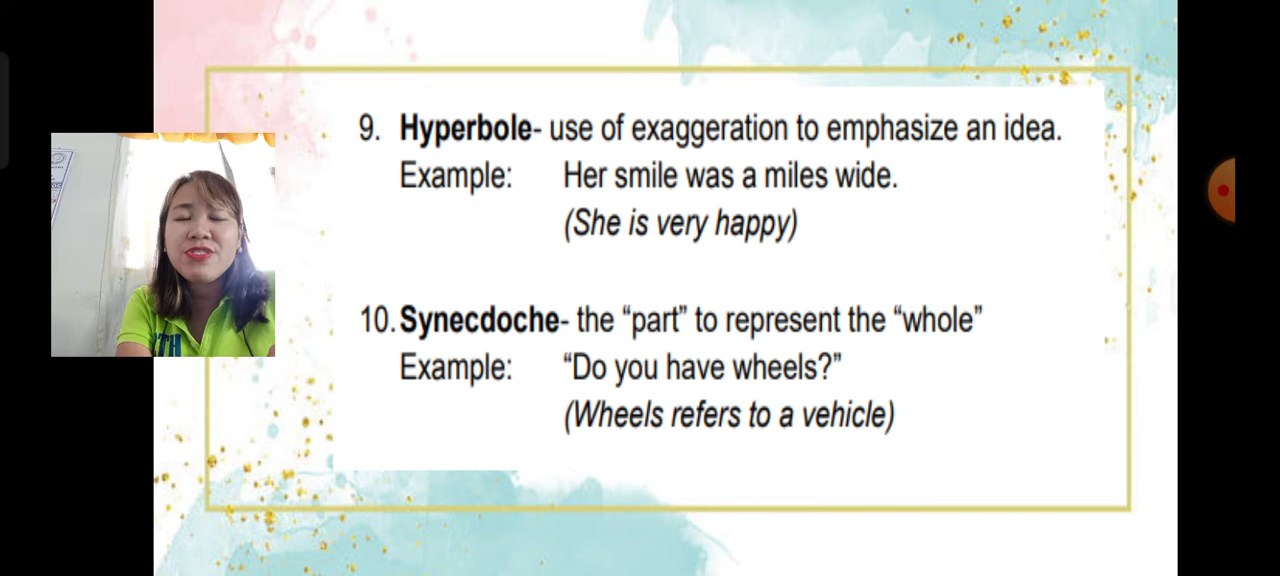 9. Hyperbole- use of exaggeration to emphasize an idea.
Example: Her smile was a miles wide.
(She is very happy)
10. Synecdoche- the “part” to represent the “whole”
Example: “Do you have wheels?”
(Wheels refers to a vehicle)